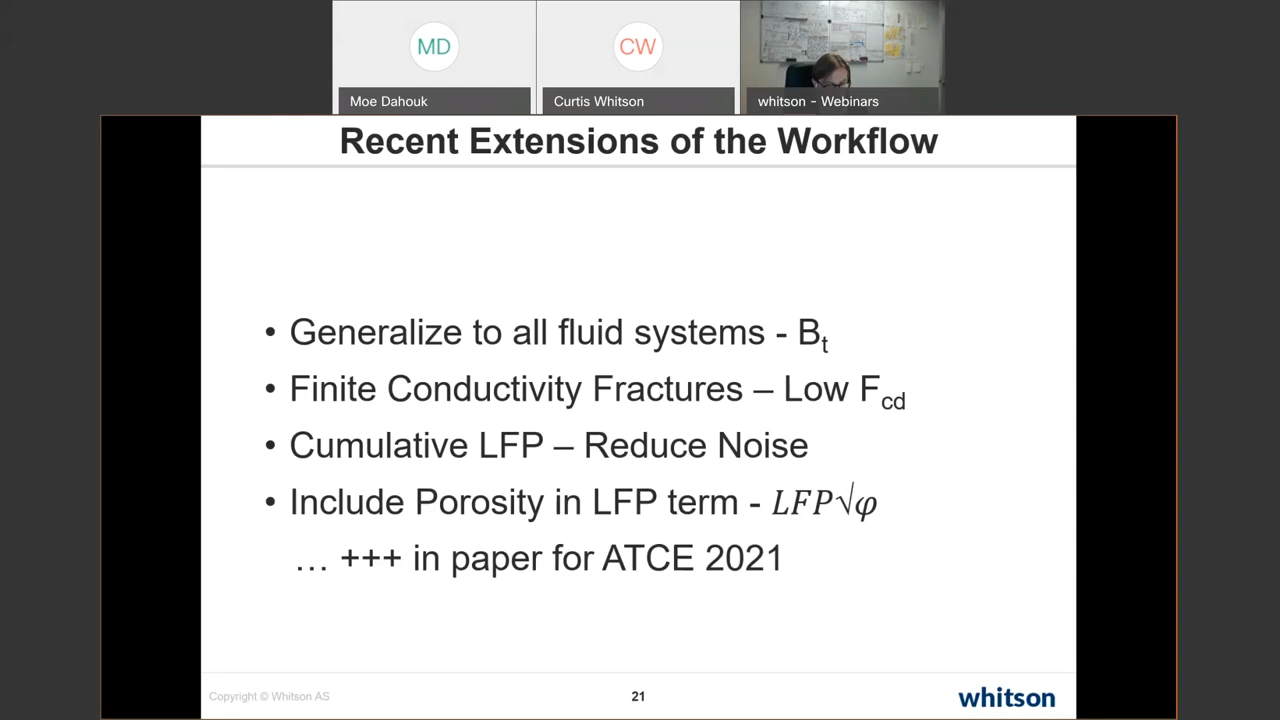 MD
CW
Moe Dahouk
Curtis Whitson
whitson - Webinars
Recent Extensions of the Workflow
• Generalize to all fluid systems - Bt
• Finite Conductivity Fractures – Low Fcd
• Cumulative LFP – Reduce Noise
• Include Porosity in LFP term - LFP√φ
… +++ in paper for ATCE 2021
Copyright © Whitson AS
21
whitson